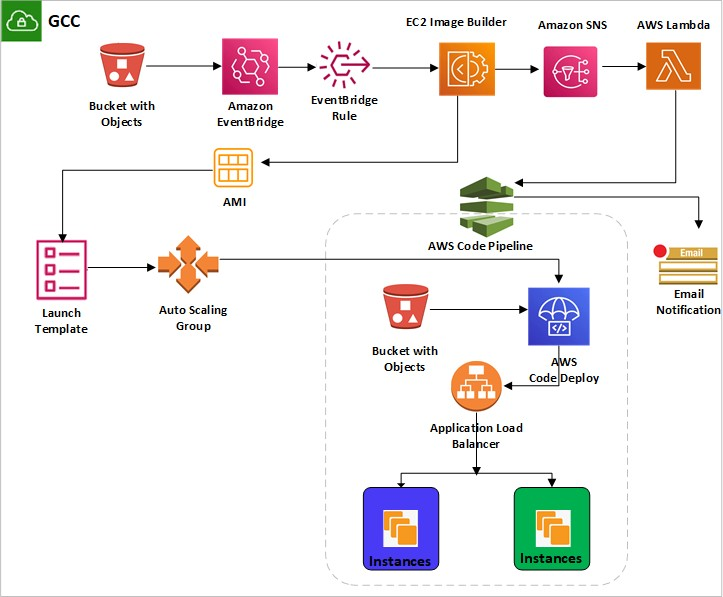 GCC
EC2 Image Builder
Amazon SNS
AWS Lambda
Bucket with
Objects
Amazon
EventBridge
EventBridge
Rule
AMI
AWS Code Pipeline
Email
Email
Notification
Launch
Template
Auto Scaling
Group
Bucket with
Objects
AWS
Code Deploy
Application Load
Balancer
Instances
Instances